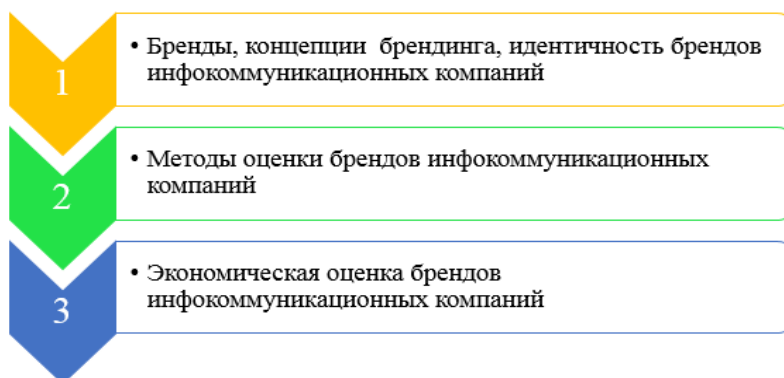 1
• Бренды, концепции брендинга, идентичность брендов
инфокоммуникационных компаний
2
• Методы оценки брендов инфокоммуникационных
компаний
3
• Экономическая оценка брендов
инфокоммуникационных компаний